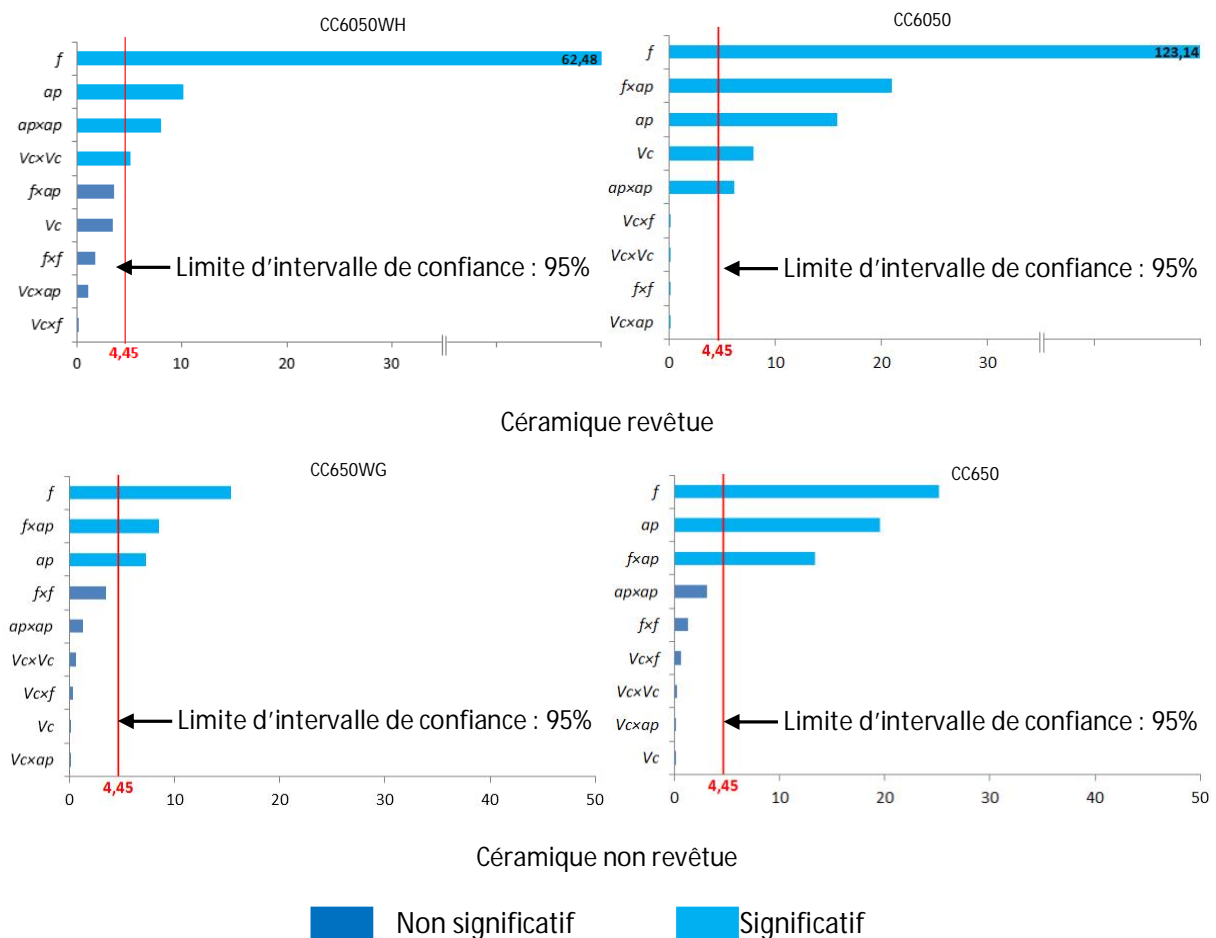 CC6050WH
f
62,48
ap
ap×ap
Vc×Vc
f×ap
Vc
f×f
Vc×ap
Vc×f
Limite d'intervalle de confiance : 95%
0
4,45
10
20
30
CC6050
f
123,14
f×ap
ap
Vc
ap×ap
Vc×f
Vc×Vc
f×f
Vc×ap
Limite d'intervalle de confiance : 95%
0
4,45
10
20
30
Céramique revêtue
CC650WG
f
f×ap
ap
f×f
ap×ap
Vc×Vc
Vc×f
Vc
Vc×ap
Limite d'intervalle de confiance : 95%
0
4,45
10
20
30
40
50
CC650
f
ap
f×ap
ap×ap
f×f
Vc×f
Vc×Vc
Vc×ap
Vc
Limite d'intervalle de confiance : 95%
0
4,45
10
20
30
40
50
Céramique non revêtue
Non significatif
Significatif